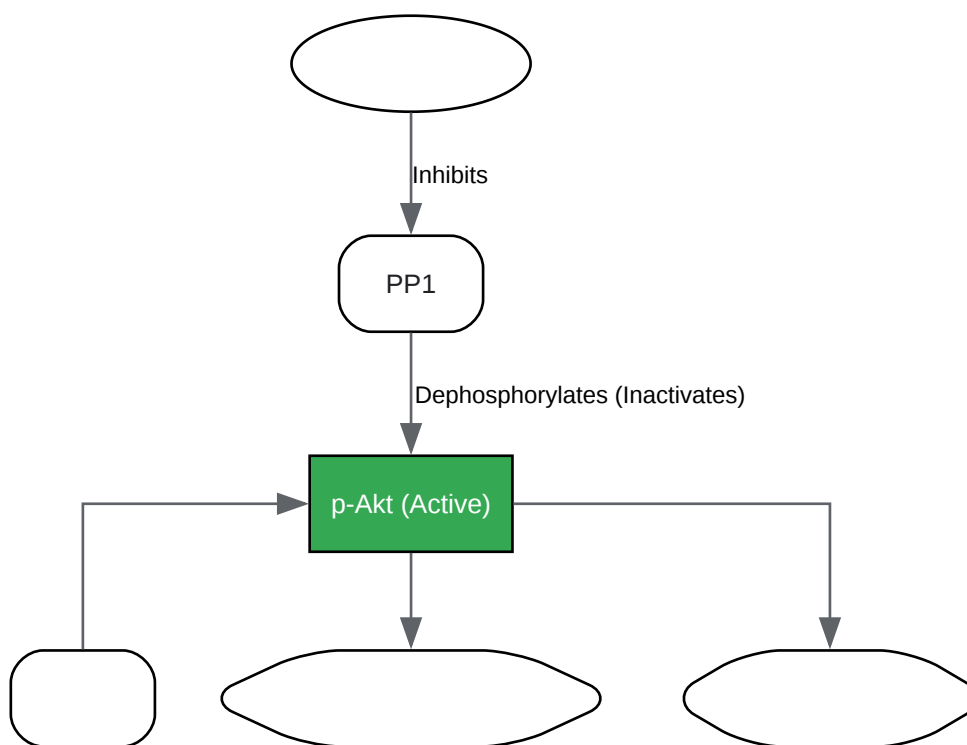 Inhibits
PP1
Dephosphorylates (Inactivates)
p-Akt (Active)